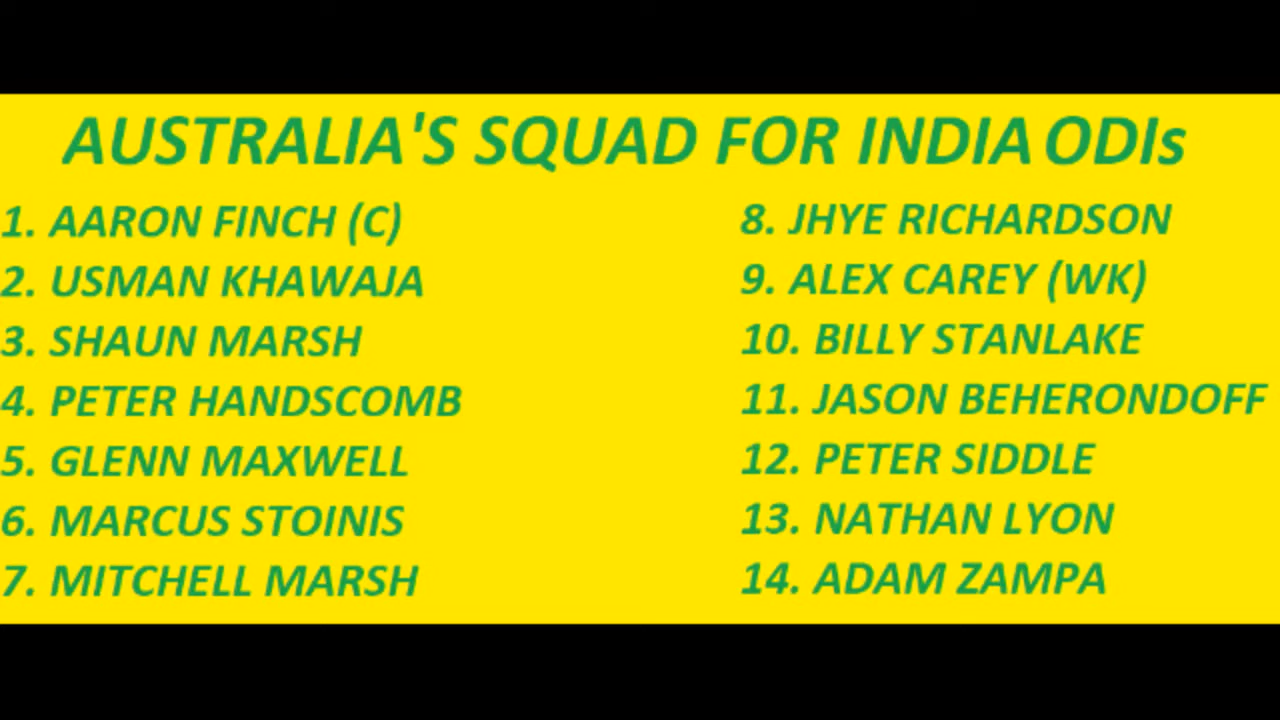 AUSTRALIA'S SQUAD FOR INDIA ODIs
1. AARON FINCH (C)
2. USMAN KHAWAJA
3. SHAUN MARSH
4. PETER HANDSCOMB
5. GLENN MAXWELL
6. MARCUS STOINIS
7. MITCHELL MARSH
8. JHYE RICHARDSON
9. ALEX CAREY (WK)
10. BILLY STANLAKE
11. JASON BEHERONDOFF
12. PETER SIDDLE
13. NATHAN LYON
14. ADAM ZAMPA